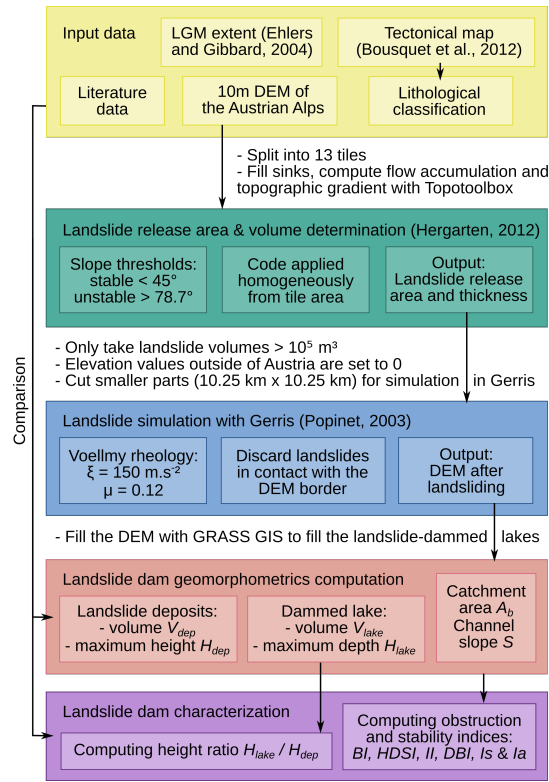 Input data
LGM extent (Ehlers
and Gibbard, 2004)
Tectonical map
(Bousquet et al., 2012)
Literature
data
10m DEM of
the Austrian Alps
Lithological
classification
- Split into 13 tiles
- Fill sinks, compute flow accumulation and
topographic gradient with Topotoolbox
Landslide release area & volume determination (Hergarten, 2012)
Slope thresholds:
stable < 45°
unstable > 78.7°
Code applied
homogeneously
from tile area
Output:
Landslide release
area and thickness
- Only take landslide volumes > 10⁵ m³
- Elevation values outside of Austria are set to 0
- Cut smaller parts (10.25 km x 10.25 km) for simulation in Gerris
Comparison
Landslide simulation with Gerris (Popinet, 2003)
Voellmy rheology:
ξ = 150 m.s⁻²
μ = 0.12
Discard landslides
in contact with the
DEM border
Output:
DEM after
landsliding
- Fill the DEM with GRASS GIS to fill the landslide-dammed lakes
Landslide dam geomorphometrics computation
Landslide deposits:
- volume V_dep
- maximum height H_dep
Dammed lake:
- volume V_lake
- maximum depth H_lake
Catchment
area A_b
Channel
slope S
Landslide dam characterization
Computing height ratio H_lake / H_dep
Computing obstruction
and stability indices:
BI, HDSI, II, DBI, Is & Ia